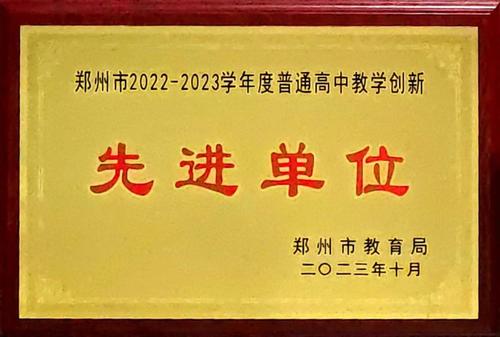 郑州市2022-2023学年度普通高中教学创新
先进单位
郑州市教育局
二〇二三年十月